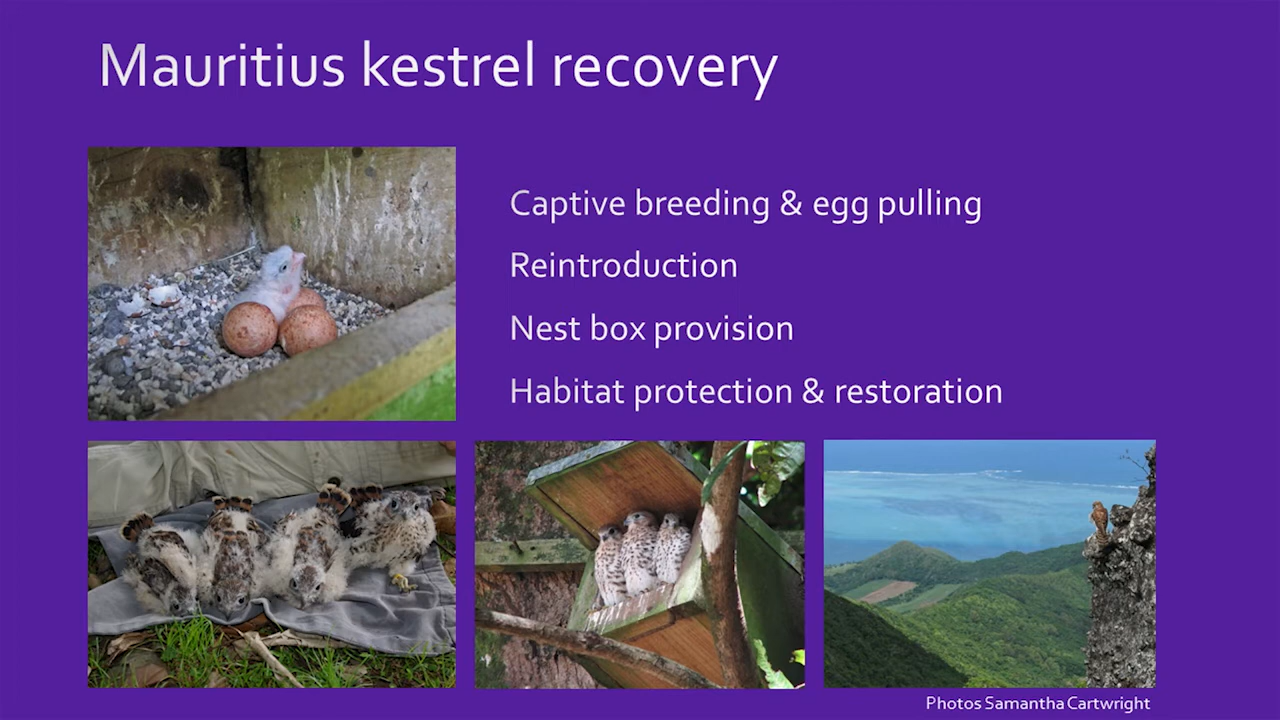 Mauritius kestrel recovery
Captive breeding & egg pulling
Reintroduction
Nest box provision
Habitat protection & restoration
Photos Samantha Cartwright